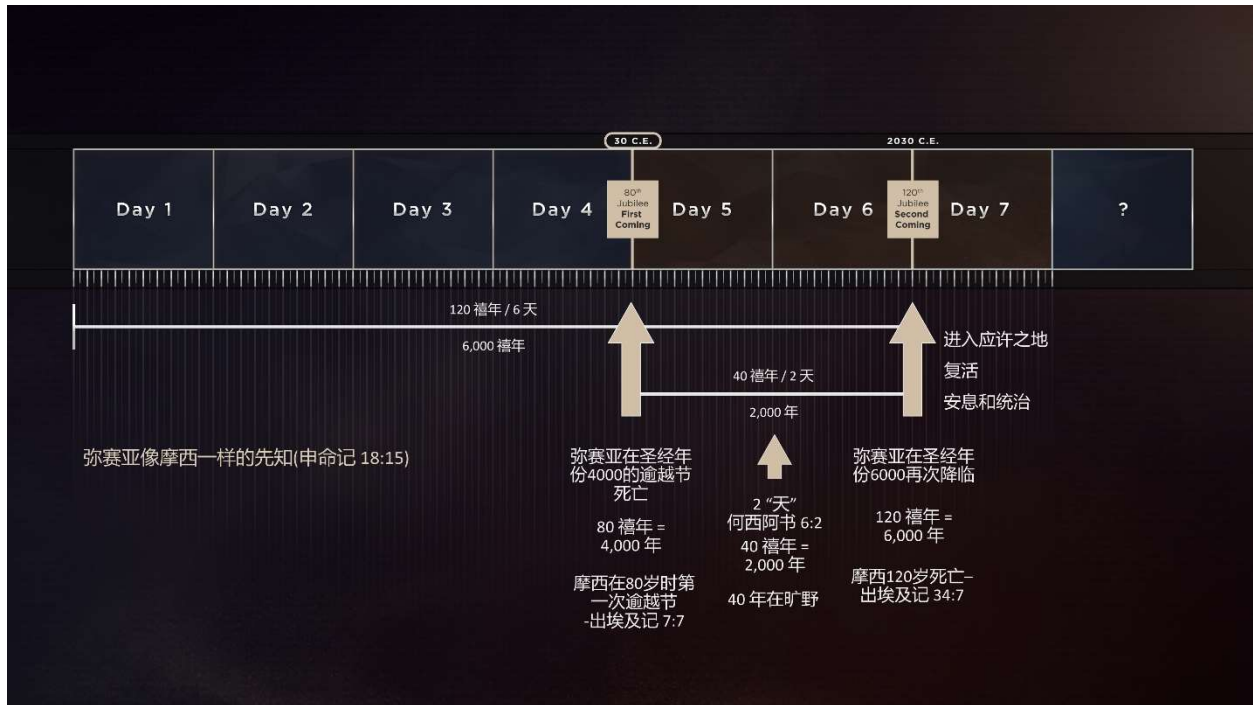 30 C.E.
2030 C.E.
Day 1
Day 2
Day 3
Day 4
80th
Jubilee
First
Coming
Day 5
Day 6
120th
Jubilee
Second
Coming
Day 7
?
120 禧年 / 6 天
6,000 禧年
40 禧年 / 2 天
2,000 年
进入应许之地
复活
安息和统治
弥赛亚像摩西一样的先知(申命记 18:15)
弥赛亚在圣经年
份4000的逾越节
死亡
80 禧年 =
4,000 年
摩西在80岁时第
一次逾越节
-出埃及记 7:7
2 “天”
何西阿书 6:2
40 禧年 =
2,000 年
40 年在旷野
弥赛亚在圣经年
份6000再次降临
120 禧年 =
6,000 年
摩西120岁死亡–
出埃及记 34:7